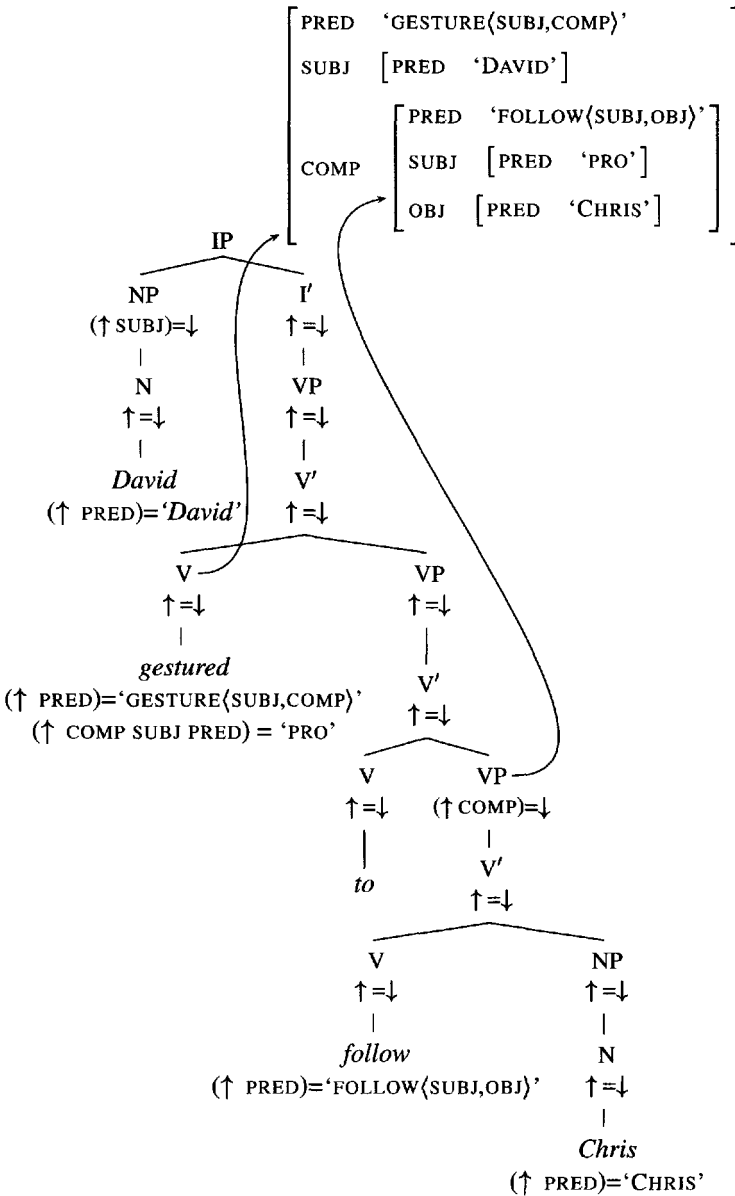 PRED ‘GESTURE⟨SUBJ,COMP⟩’
SUBJ [PRED ‘DAVID’]
PRED ‘FOLLOW⟨SUBJ,OBJ⟩’
COMP SUBJ [PRED ‘PRO’]
OBJ [PRED ‘CHRIS’]
IP
NP I′
(↑ SUBJ)=↓ ↑=↓
N VP
↑=↓ ↑=↓
David V′
(↑ PRED)=‘David’ ↑=↓
V VP
↑=↓ ↑=↓
gestured V′
(↑ PRED)=‘GESTURE⟨SUBJ,COMP⟩’ ↑=↓
(↑ COMP SUBJ PRED) = ‘PRO’
V VP
↑=↓ (↑ COMP)=↓
to V′
↑=↓
V NP
↑=↓ ↑=↓
follow N
(↑ PRED)=‘FOLLOW⟨SUBJ,OBJ⟩’ ↑=↓
Chris
(↑ PRED)=‘CHRIS’